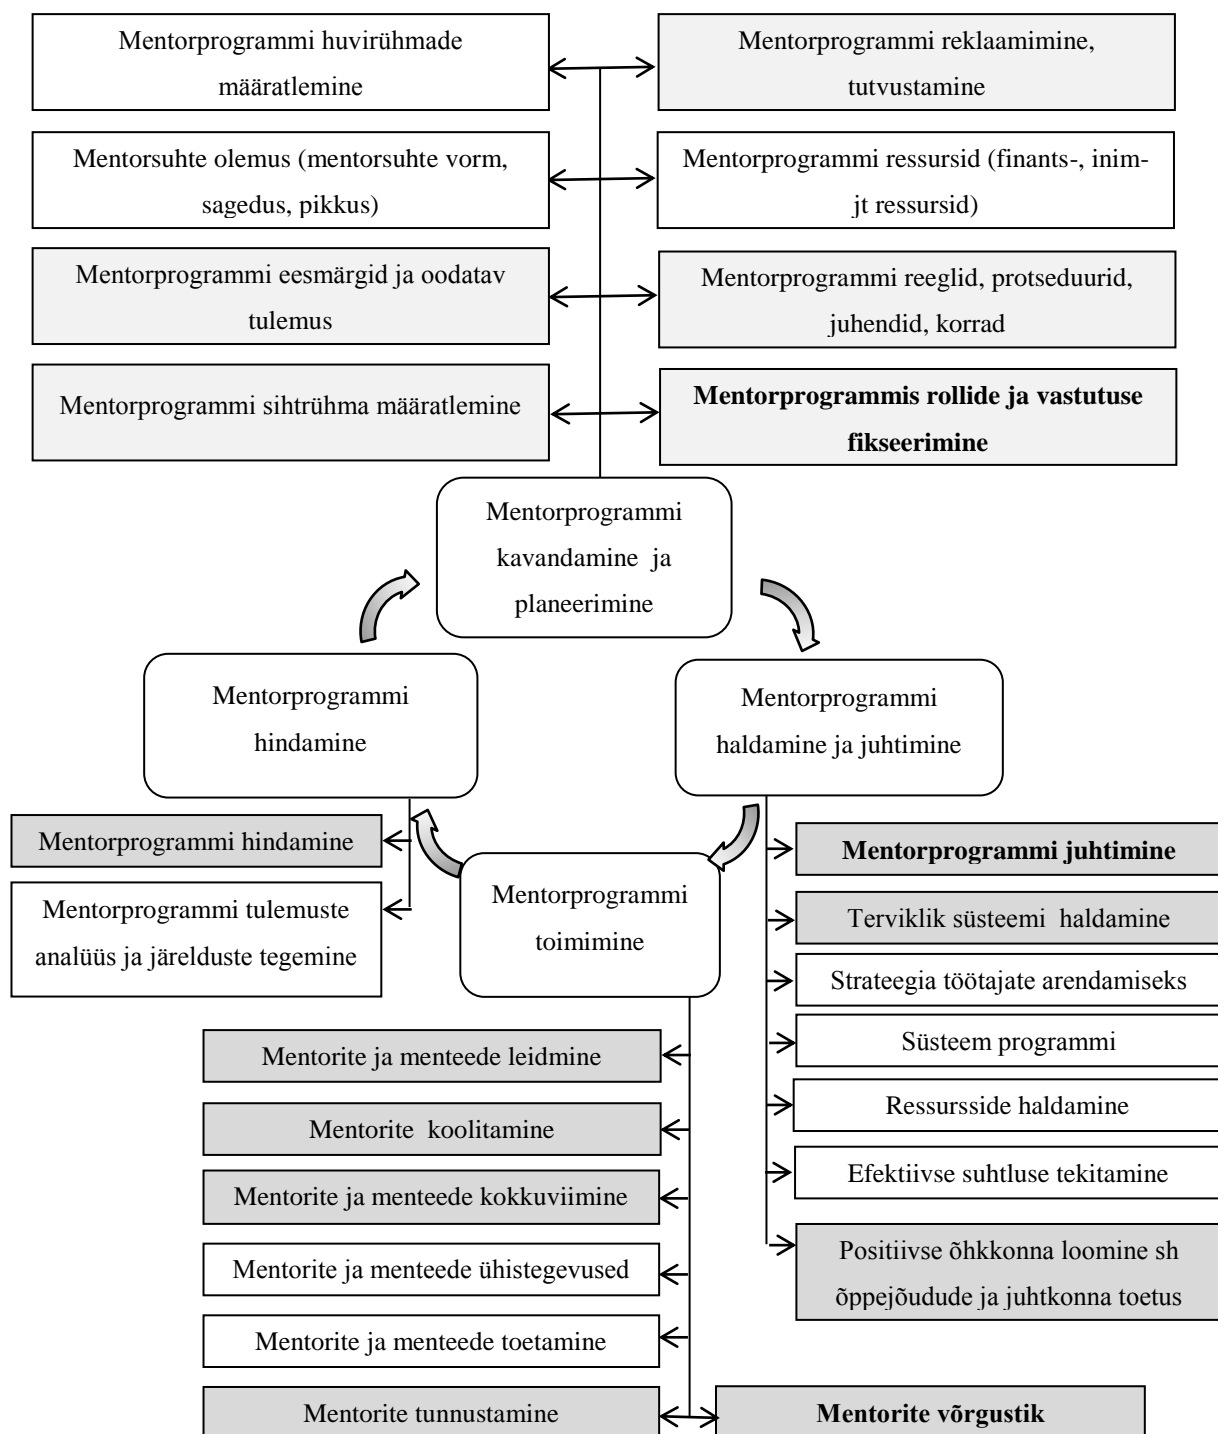 Mentorprogrammi huvirühmade
määratlemine
Mentorprogrammi reklaamimine,
tutvustamine
Mentorsuhte olemus (mentorsuhte vorm,
sagedus, pikkus)
Mentorprogrammi ressursid (finants-, inim-
jt ressursid)
Mentorprogrammi eesmärgid ja oodatav
tulemus
Mentorprogrammi reeglid, protseduurid,
juhendid, korrad
Mentorprogrammi sihtrühma määratlemine
Mentorprogrammis rollide ja vastutuse
fikseerimine
Mentorprogrammi
kavandamine ja
planeerimine
Mentorprogrammi
hindamine
Mentorprogrammi
haldamine ja juhtimine
Mentorprogrammi hindamine
Mentorprogrammi tulemuste
analüüs ja järelduste tegemine
Mentorprogrammi
toimimine
Mentorprogrammi juhtimine
Terviklik süsteemi haldamine
Strateegia töötajate arendamiseks
Süsteem programmi
Ressursside haldamine
Efektiivse suhtluse tekitamine
Positiivse õhkkonna loomine sh
õppejõudude ja juhtkonna toetus
Mentorite ja menteede leidmine
Mentorite koolitamine
Mentorite ja menteede kokkuviimine
Mentorite ja menteede ühistegevused
Mentorite ja menteede toetamine
Mentorite tunnustamine
Mentorite võrgustik